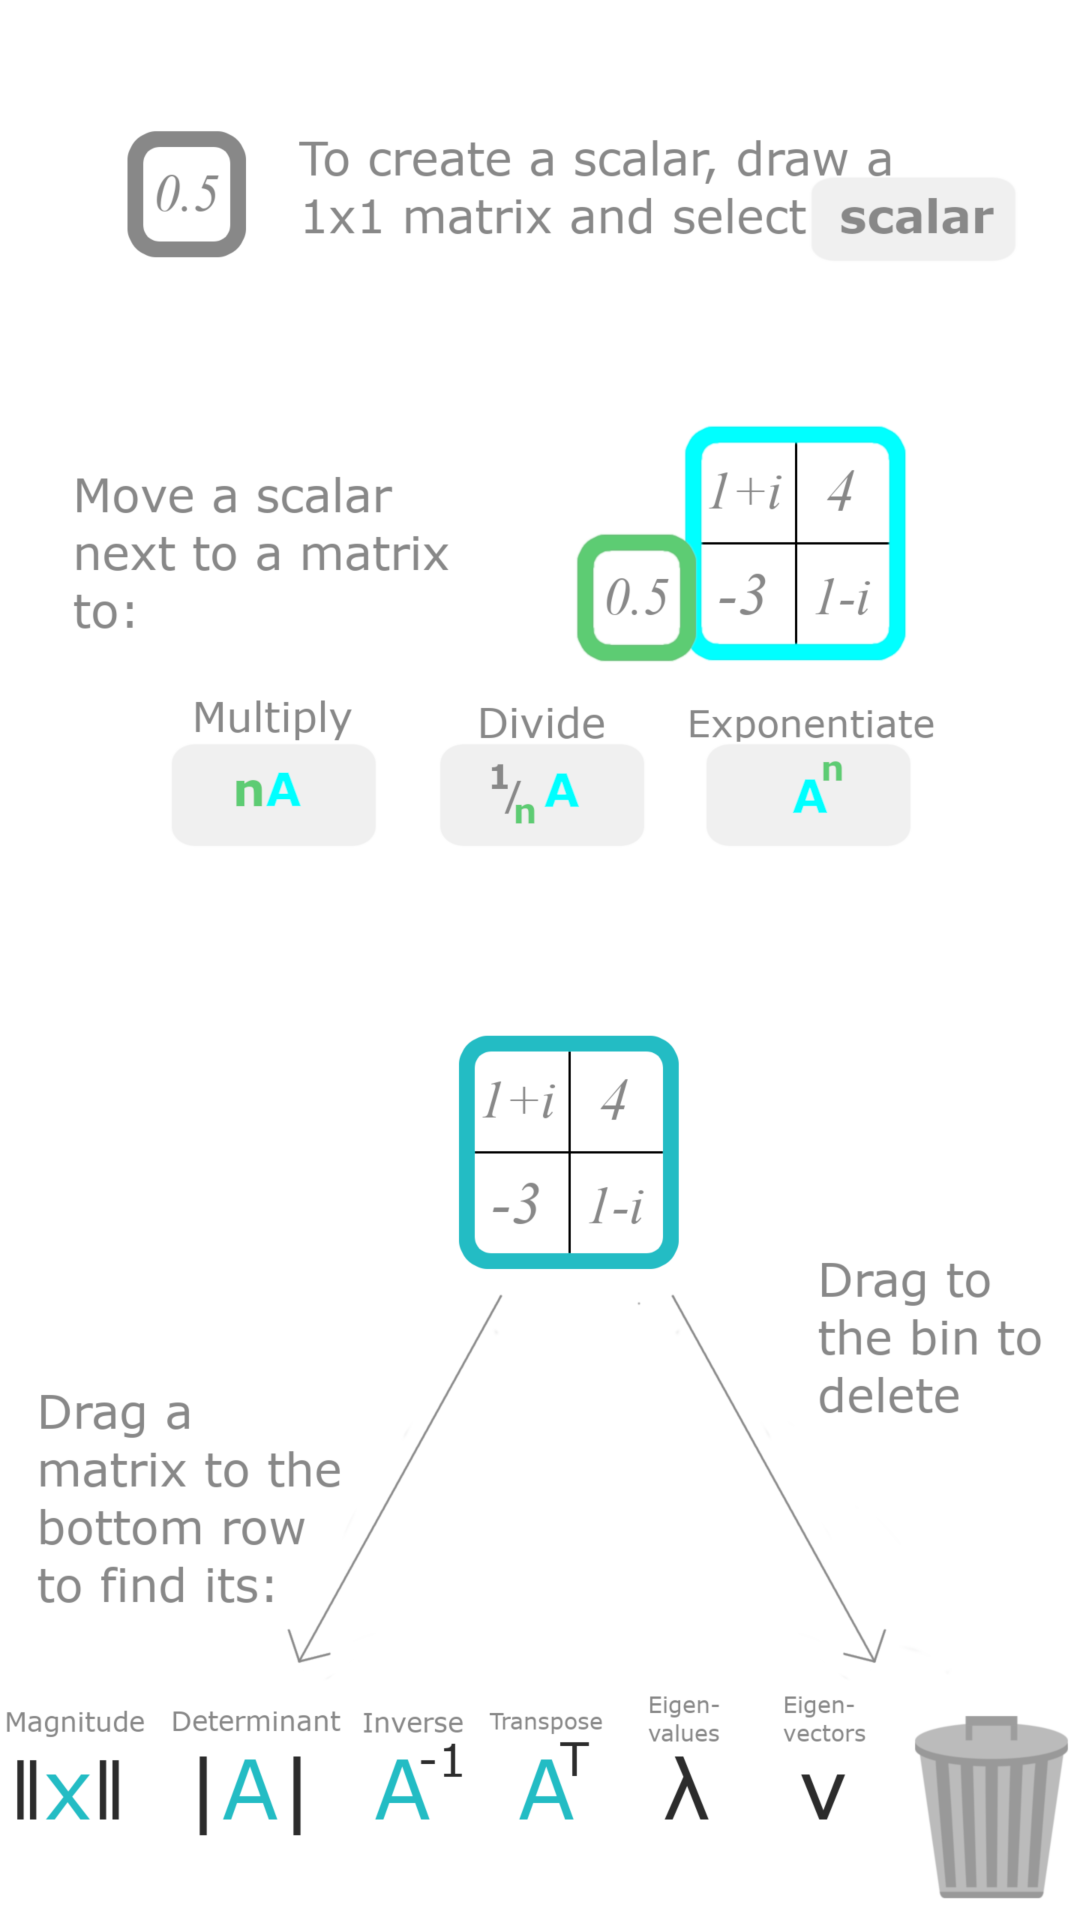 0.5
To create a scalar, draw a
1x1 matrix and select scalar
Move a scalar
next to a matrix
to:
1+i 4
0.5 -3 1-i
Multiply Divide Exponentiate
nA 1/n A Aⁿ
1+i 4
-3 1-i
Drag to
the bin to
delete
Drag a
matrix to the
bottom row
to find its:
Magnitude Determinant Inverse Transpose Eigen-
values Eigen-
vectors
‖x‖ |A| A⁻¹ Aᵀ λ v